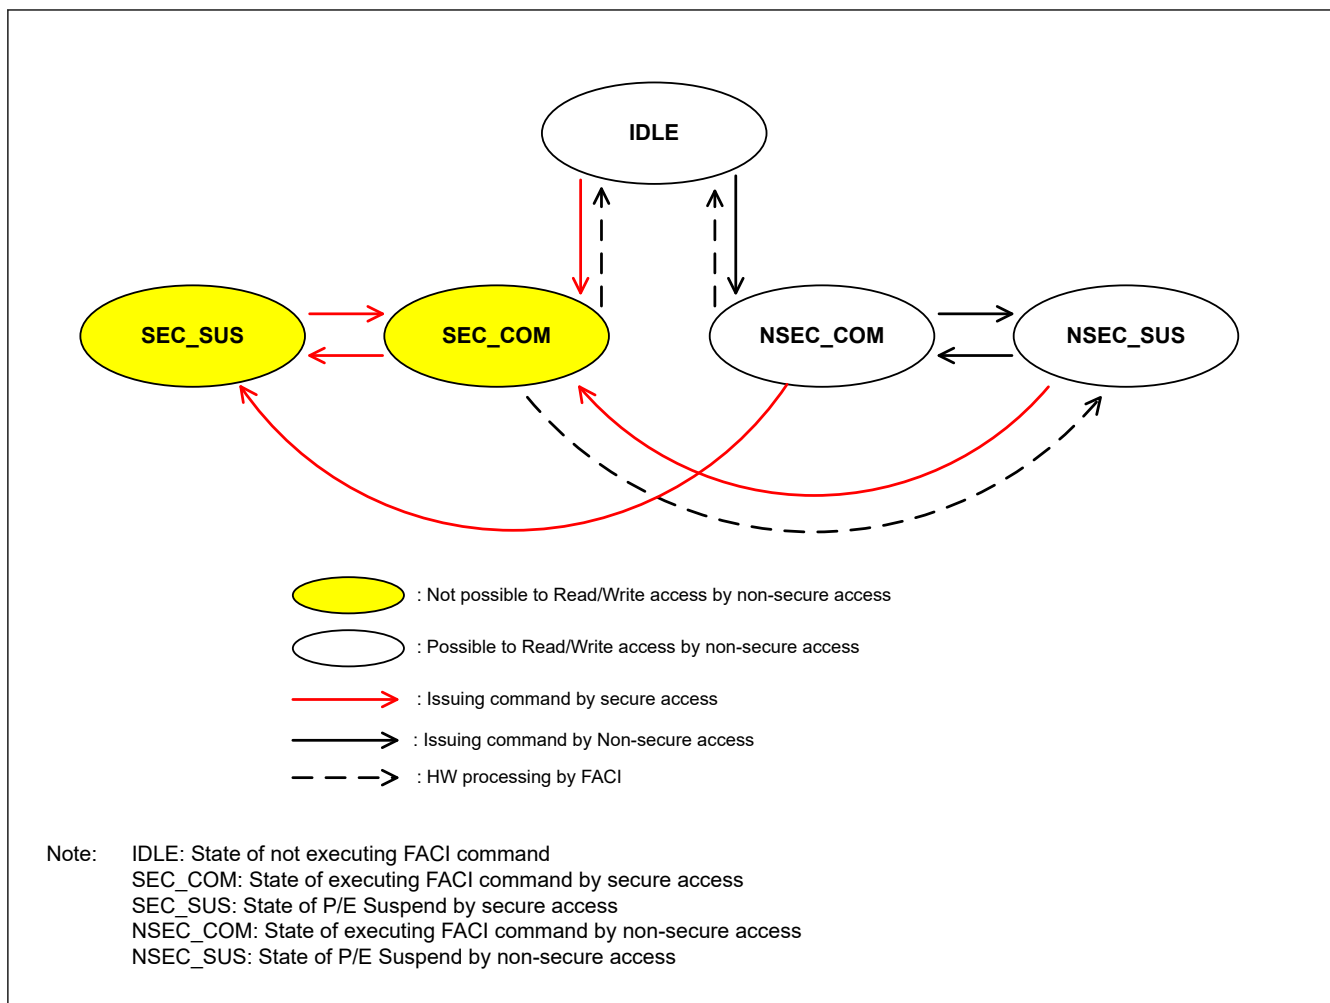 IDLE
SEC_SUS
SEC_COM
NSEC_COM
NSEC_SUS
: Not possible to Read/Write access by non-secure access
: Possible to Read/Write access by non-secure access
: Issuing command by secure access
: Issuing command by Non-secure access
: HW processing by FACI
Note: IDLE: State of not executing FACI command
SEC_COM: State of executing FACI command by secure access
SEC_SUS: State of P/E Suspend by secure access
NSEC_COM: State of executing FACI command by non-secure access
NSEC_SUS: State of P/E Suspend by non-secure access